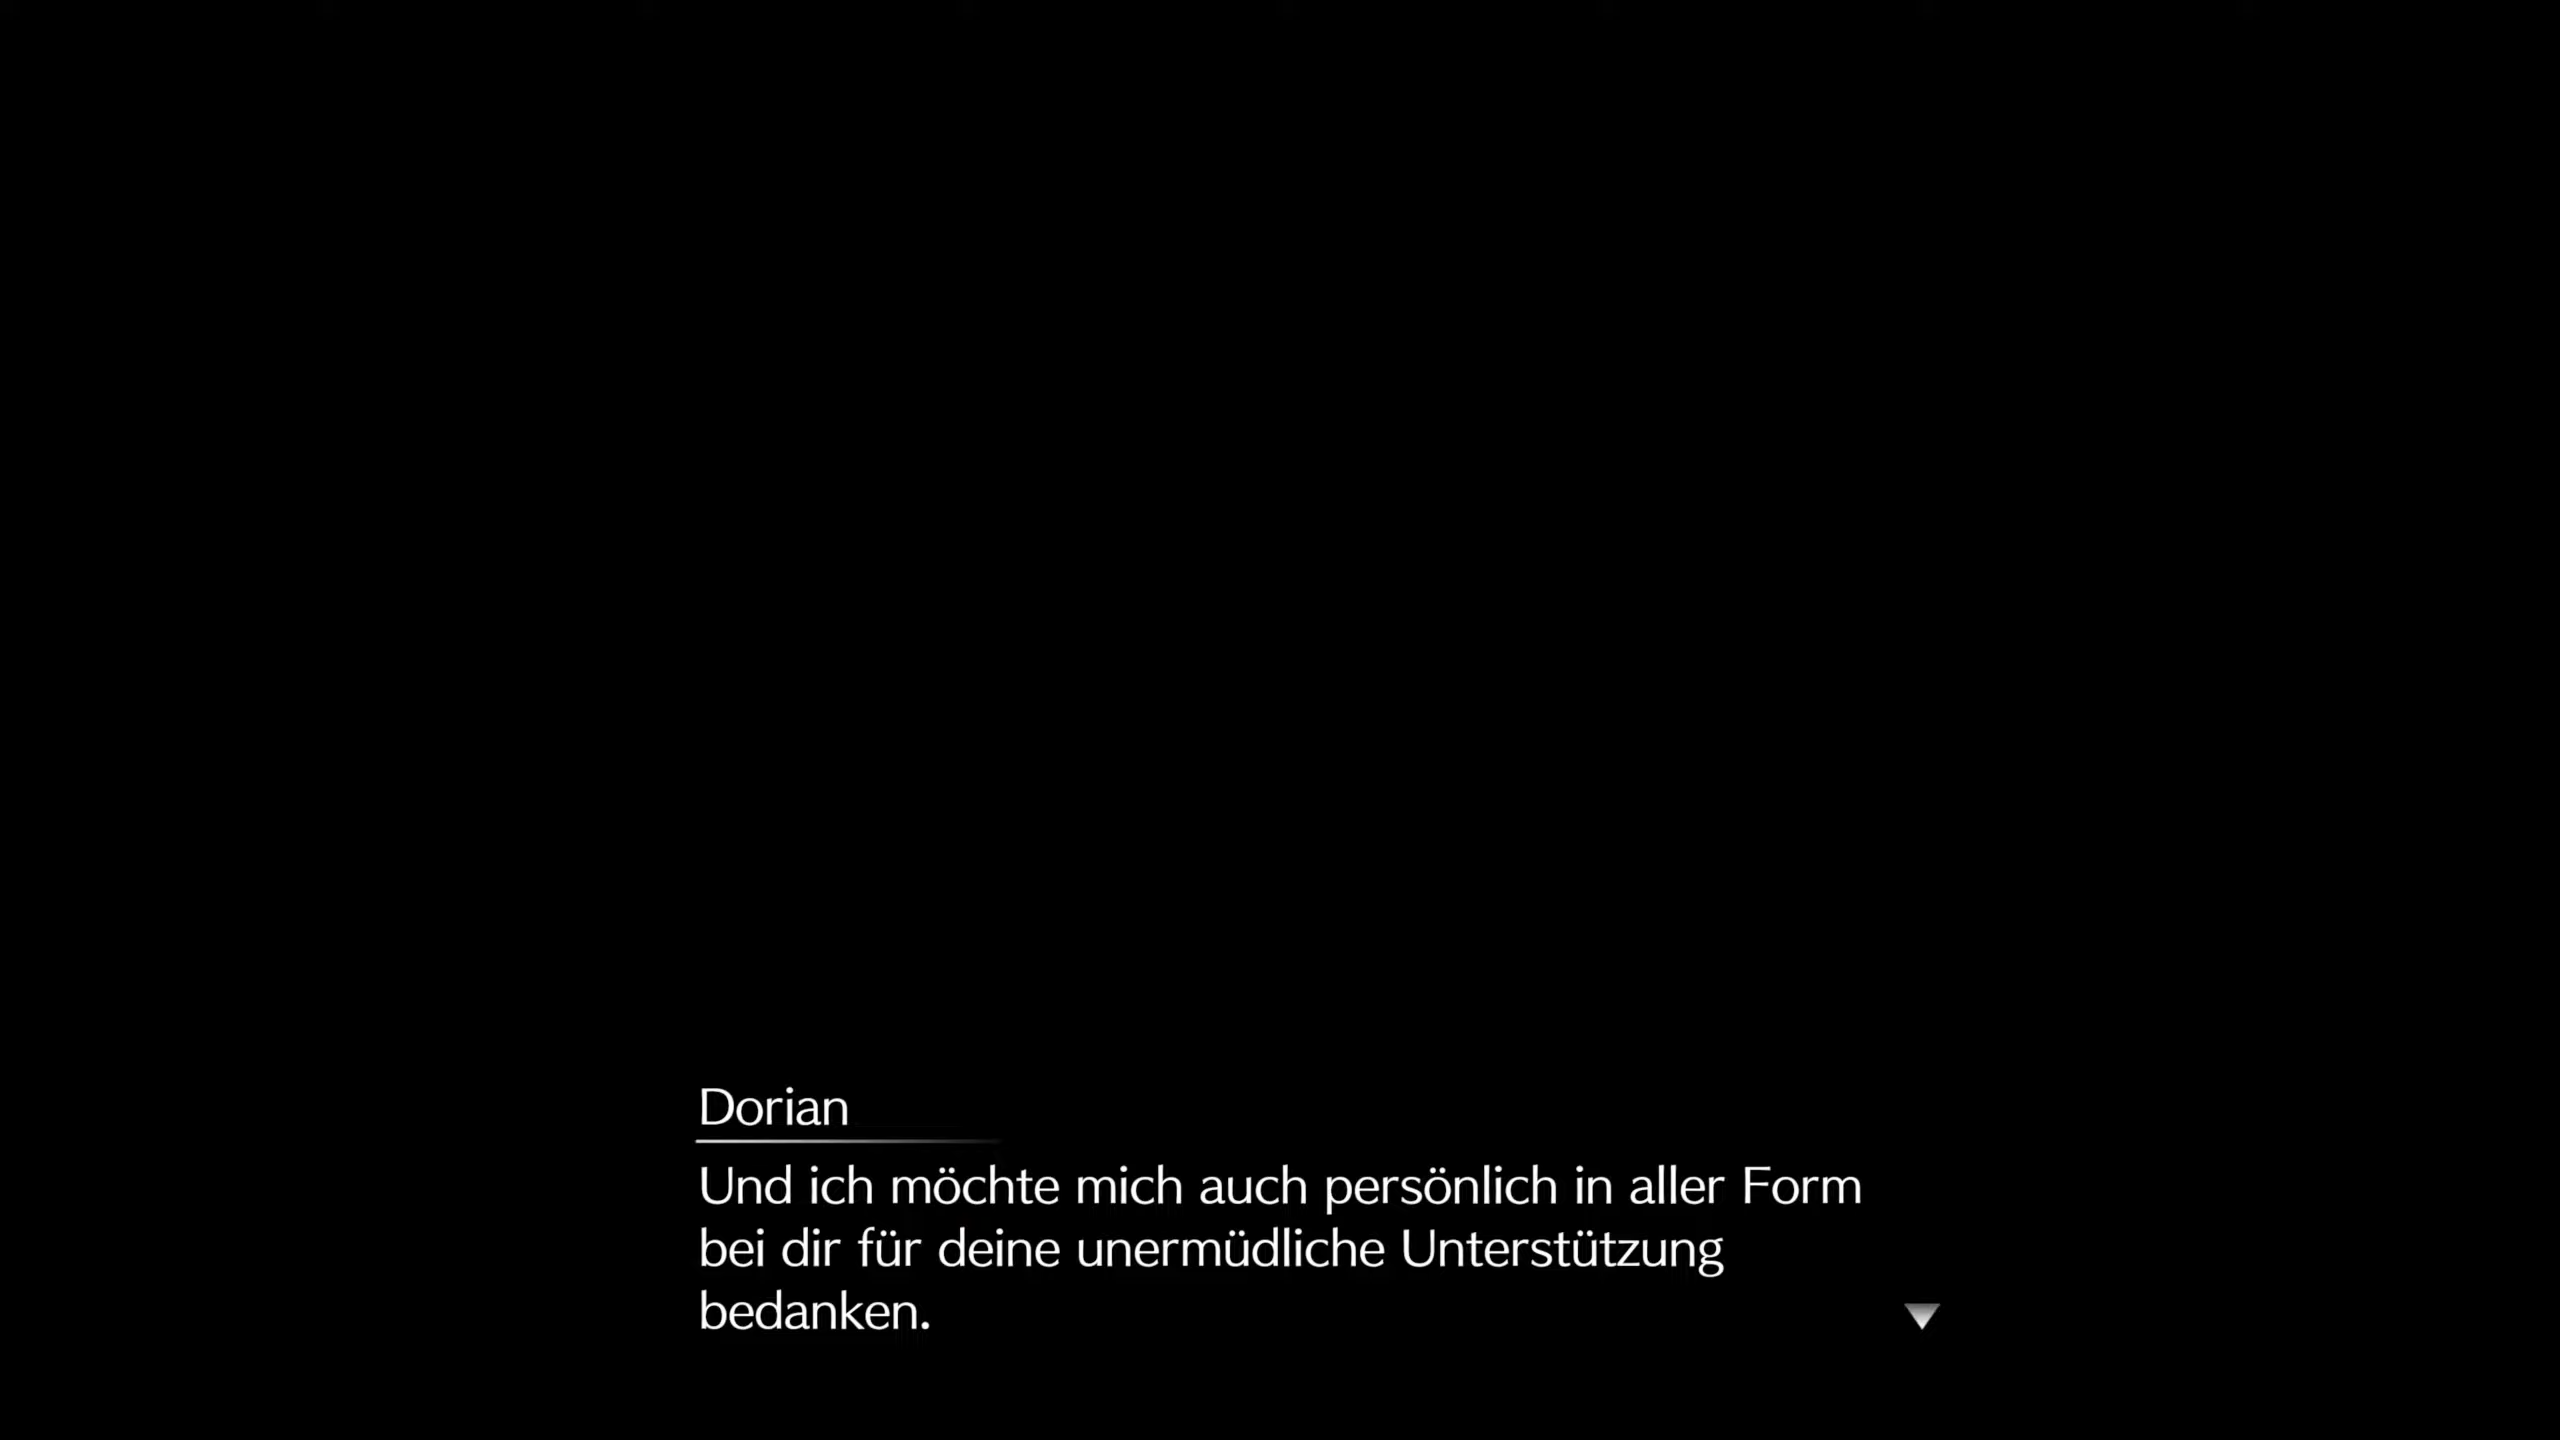 Dorian
Und ich möchte mich auch persönlich in aller Form
bei dir für deine unermüdliche Unterstützung
bedanken.